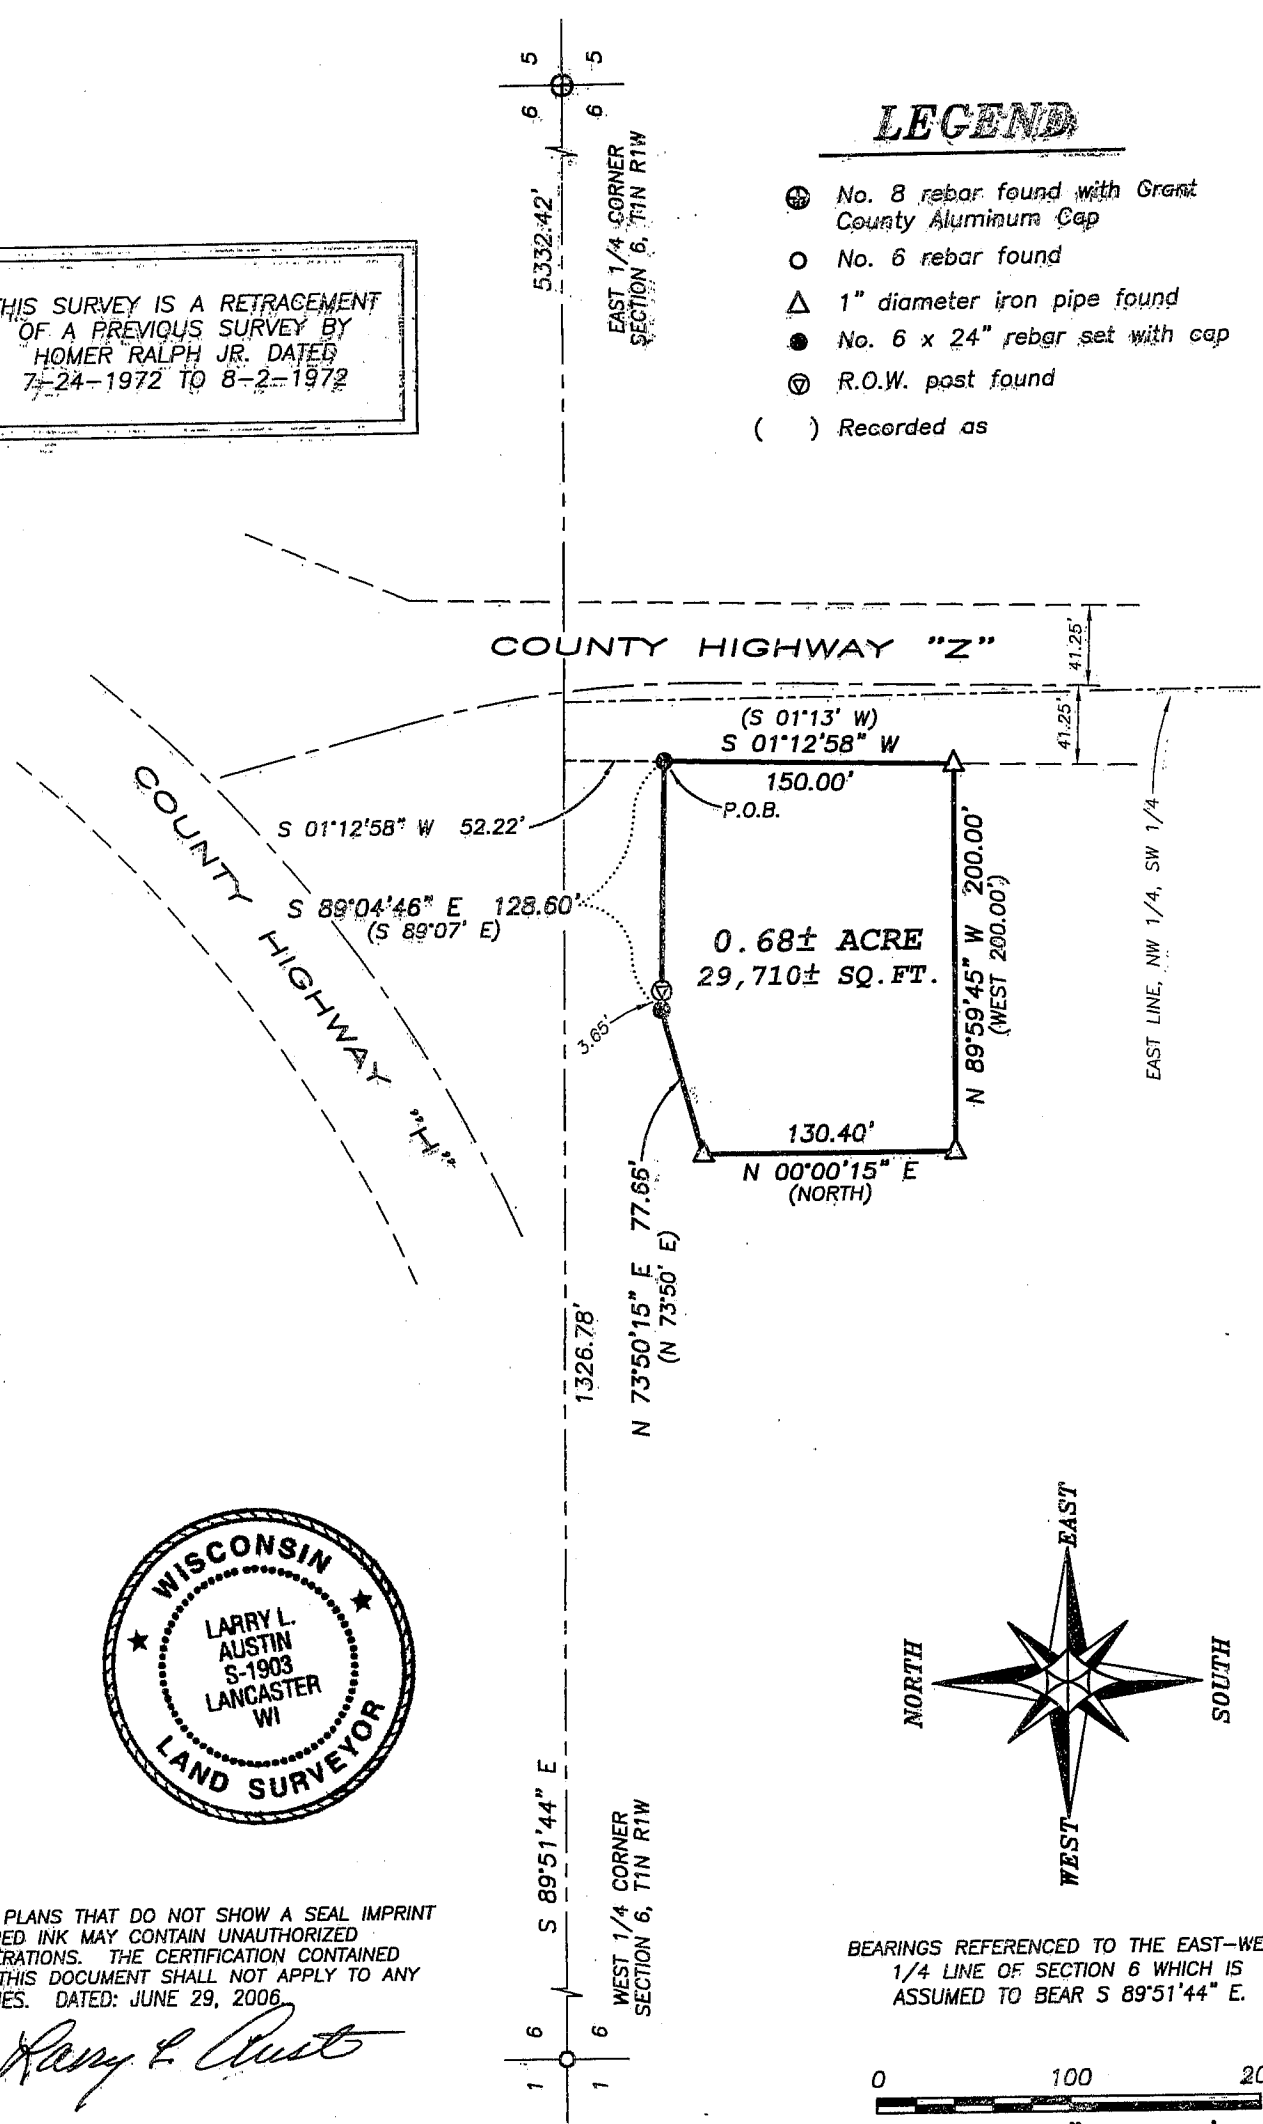 5 5
6 6
5332.42'
EAST 1/4 CORNER
SECTION 6, T1N R1W
LEGEND
No. 8 rebar found with Grant
County Aluminum Cap
No. 6 rebar found
1" diameter iron pipe found
No. 6 x 24" rebar set with cap
R.O.W. post found
( ) Recorded as
HIS SURVEY IS A RETRACEMENT
OF A PREVIOUS SURVEY BY
HOMER RALPH JR. DATED
7-24-1972 TO 8-2-1972
COUNTY HIGHWAY "Z"
41.25'
41.25'
(S 01°13' W)
S 01°12'58" W
150.00'
P.O.B.
S 01°12'58" W 52.22'
S 89°04'46" E 128.60'
(S 89°07' E)
COUNTY HIGHWAY "H"
0.68± ACRE
29,710± SQ.FT.
N 89°59'45" W 200.00'
(WEST 200.00')
EAST LINE, NW 1/4, SW 1/4
3.65'
130.40'
N 00°00'15" E
(NORTH)
N 73°50'15" E 77.66'
(N 73°50' E)
1326.78'
WISCONSIN
LARRY L.
AUSTIN
S-1903
LANCASTER
WI
LAND SURVEYOR
EAST
NORTH
SOUTH
WEST
S 89°51'44" E
WEST 1/4 CORNER
SECTION 6, T1N R1W
PLANS THAT DO NOT SHOW A SEAL IMPRINT
ED INK MAY CONTAIN UNAUTHORIZED
RATIONS. THE CERTIFICATION CONTAINED
THIS DOCUMENT SHALL NOT APPLY TO ANY
ES. DATED: JUNE 29, 2006
Larry L Aust
BEARINGS REFERENCED TO THE EAST-WE
1/4 LINE OF SECTION 6 WHICH IS
ASSUMED TO BEAR S 89°51'44" E.
6 6
1 1
0 100 20